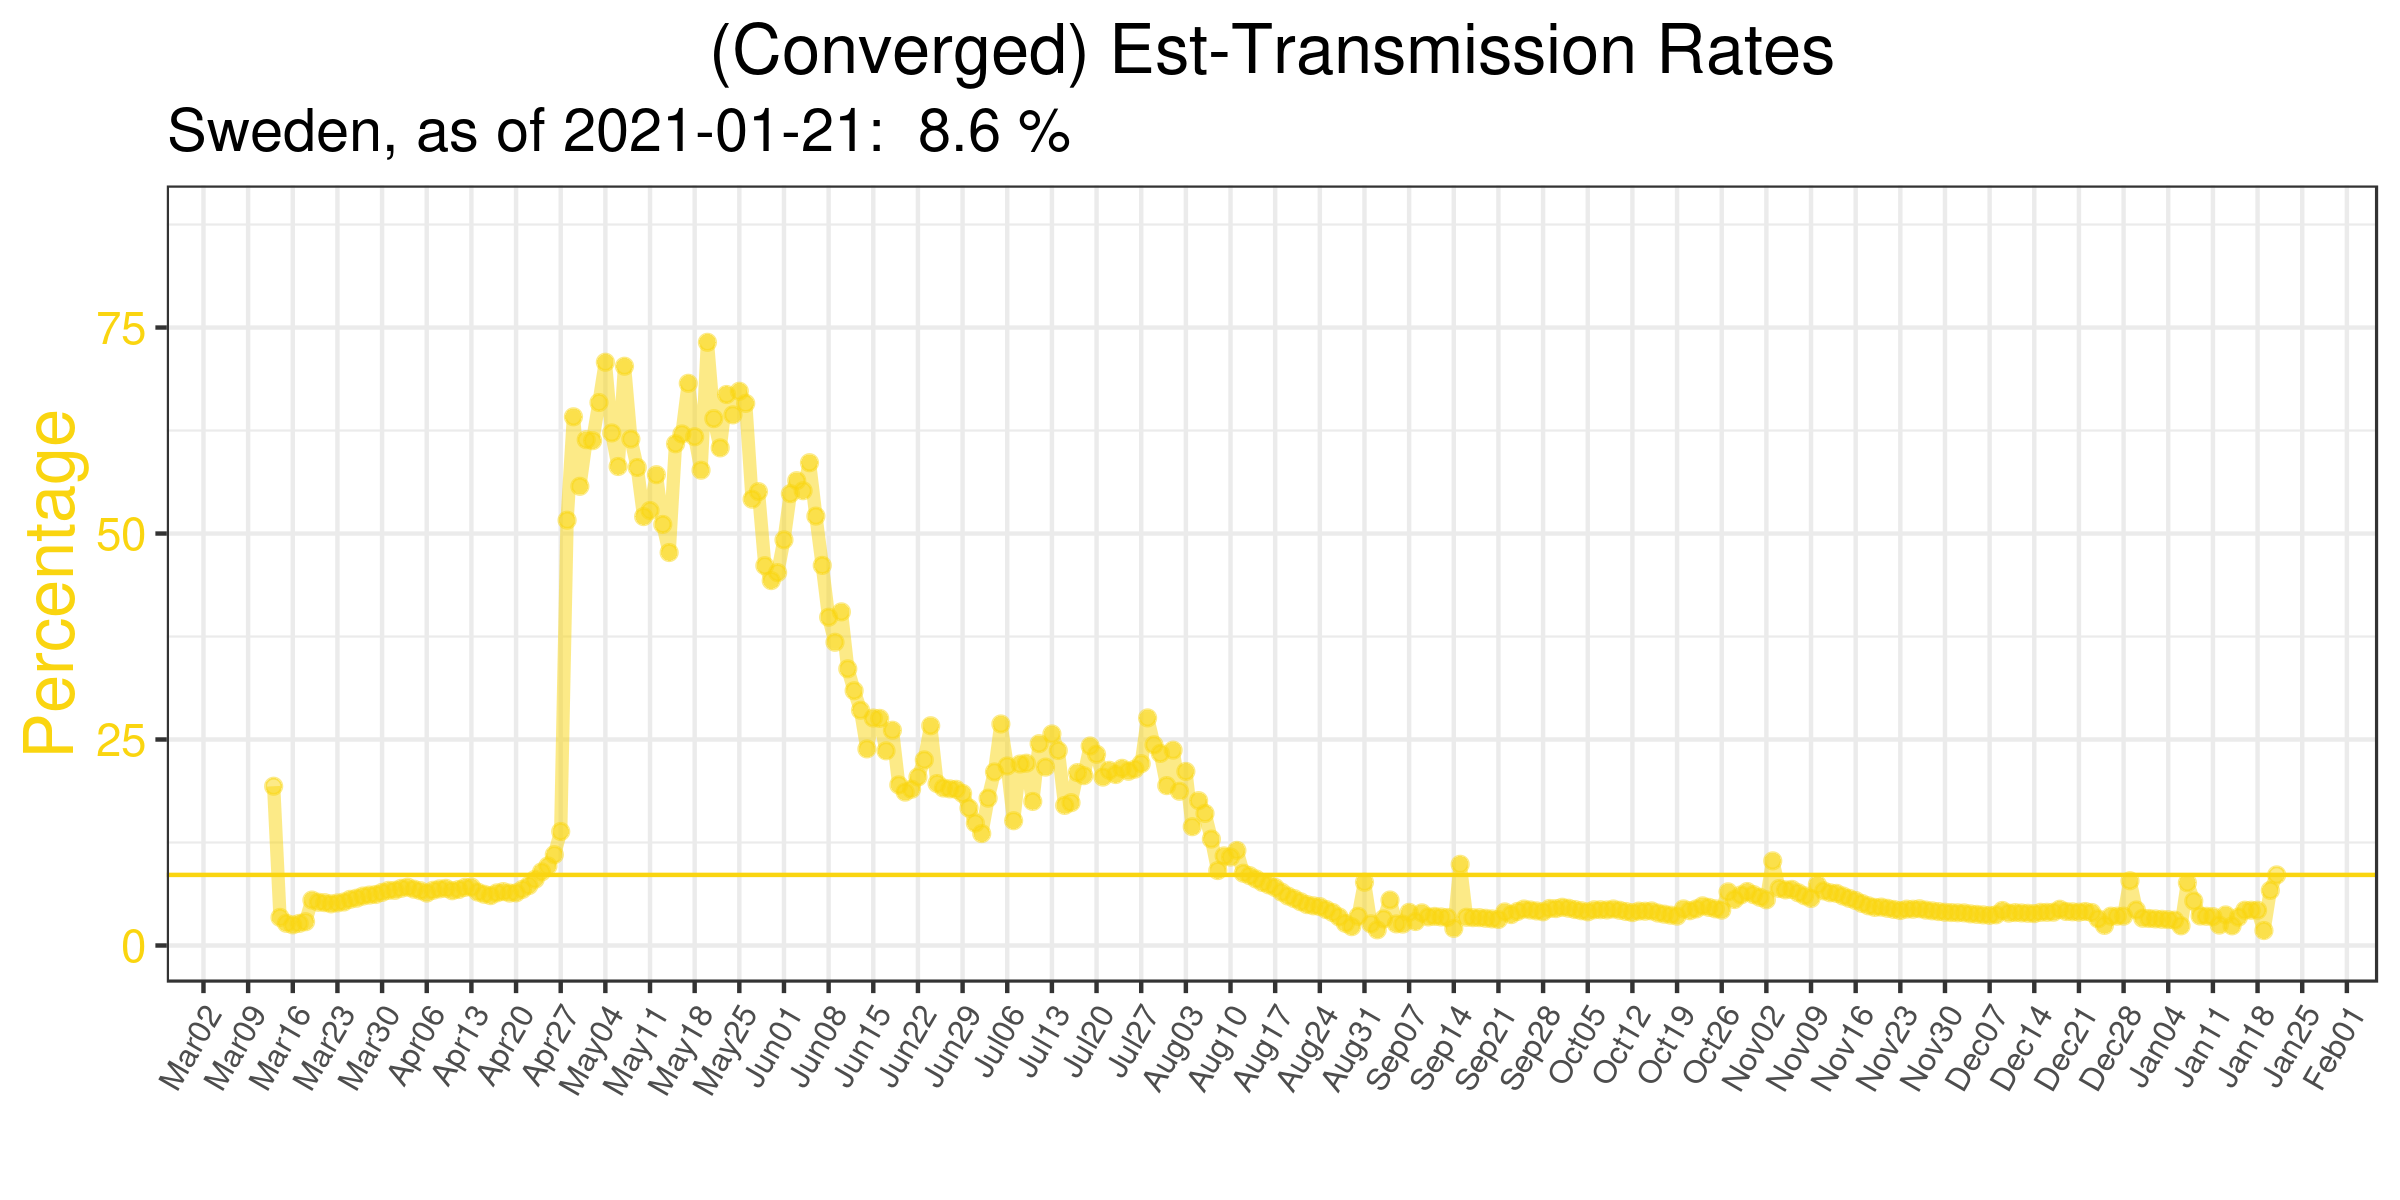 (Converged) Est-Transmission Rates
Sweden, as of 2021-01-21:  8.6 %
Percentage
75
50
25
0
Mar02 Mar09 Mar16 Mar23 Mar30 Apr06 Apr13 Apr20 Apr27 May04 May11 May18 May25 Jun01 Jun08 Jun15 Jun22 Jun29 Jul06 Jul13 Jul20 Jul27 Aug03 Aug10 Aug17 Aug24 Aug31 Sep07 Sep14 Sep21 Sep28 Oct05 Oct12 Oct19 Oct26 Nov02 Nov09 Nov16 Nov23 Nov30 Dec07 Dec14 Dec21 Dec28 Jan04 Jan11 Jan18 Jan25 Feb01